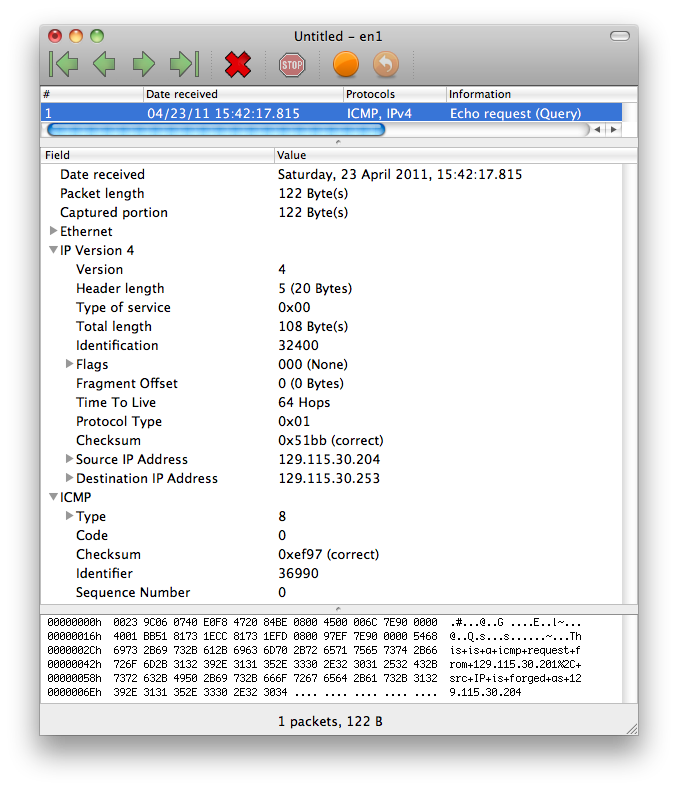 Untitled – en1
STOP
# Date received Protocols Information
1 04/23/11 15:42:17.815 ICMP, IPv4 Echo request (Query)
Field Value
Date received Saturday, 23 April 2011, 15:42:17.815
Packet length 122 Byte(s)
Captured portion 122 Byte(s)
Ethernet
IP Version 4
Version 4
Header length 5 (20 Bytes)
Type of service 0x00
Total length 108 Byte(s)
Identification 32400
Flags 000 (None)
Fragment Offset 0 (0 Bytes)
Time To Live 64 Hops
Protocol Type 0x01
Checksum 0x51bb (correct)
Source IP Address 129.115.30.204
Destination IP Address 129.115.30.253
ICMP
Type 8
Code 0
Checksum 0xef97 (correct)
Identifier 36990
Sequence Number 0
00000000h 0023 9C06 0740 E0F8 4720 84BE 0800 4500 006C 7E90 0000 .#...@..G ....E..l~...
00000016h 4001 BB51 8173 1ECC 8173 1EFD 0800 97EF 7E90 0000 5468 @..Q.s...s......~...Th
0000002Ch 6973 2B69 732B 612B 6963 6D70 2B72 6571 7565 7374 2B66 is+is+a+icmp+request+f
00000042h 726F 6D2B 3132 392E 3131 352E 3330 2E32 3031 2532 432B rom+129.115.30.201%2C+
00000058h 7372 632B 4950 2B69 732B 666F 7267 6564 2B61 732B 3132 src+IP+is+forged+as+12
0000006Eh 392E 3131 352E 3330 2E32 3034 .... .... .... .... .... 9.115.30.204
1 packets, 122 B